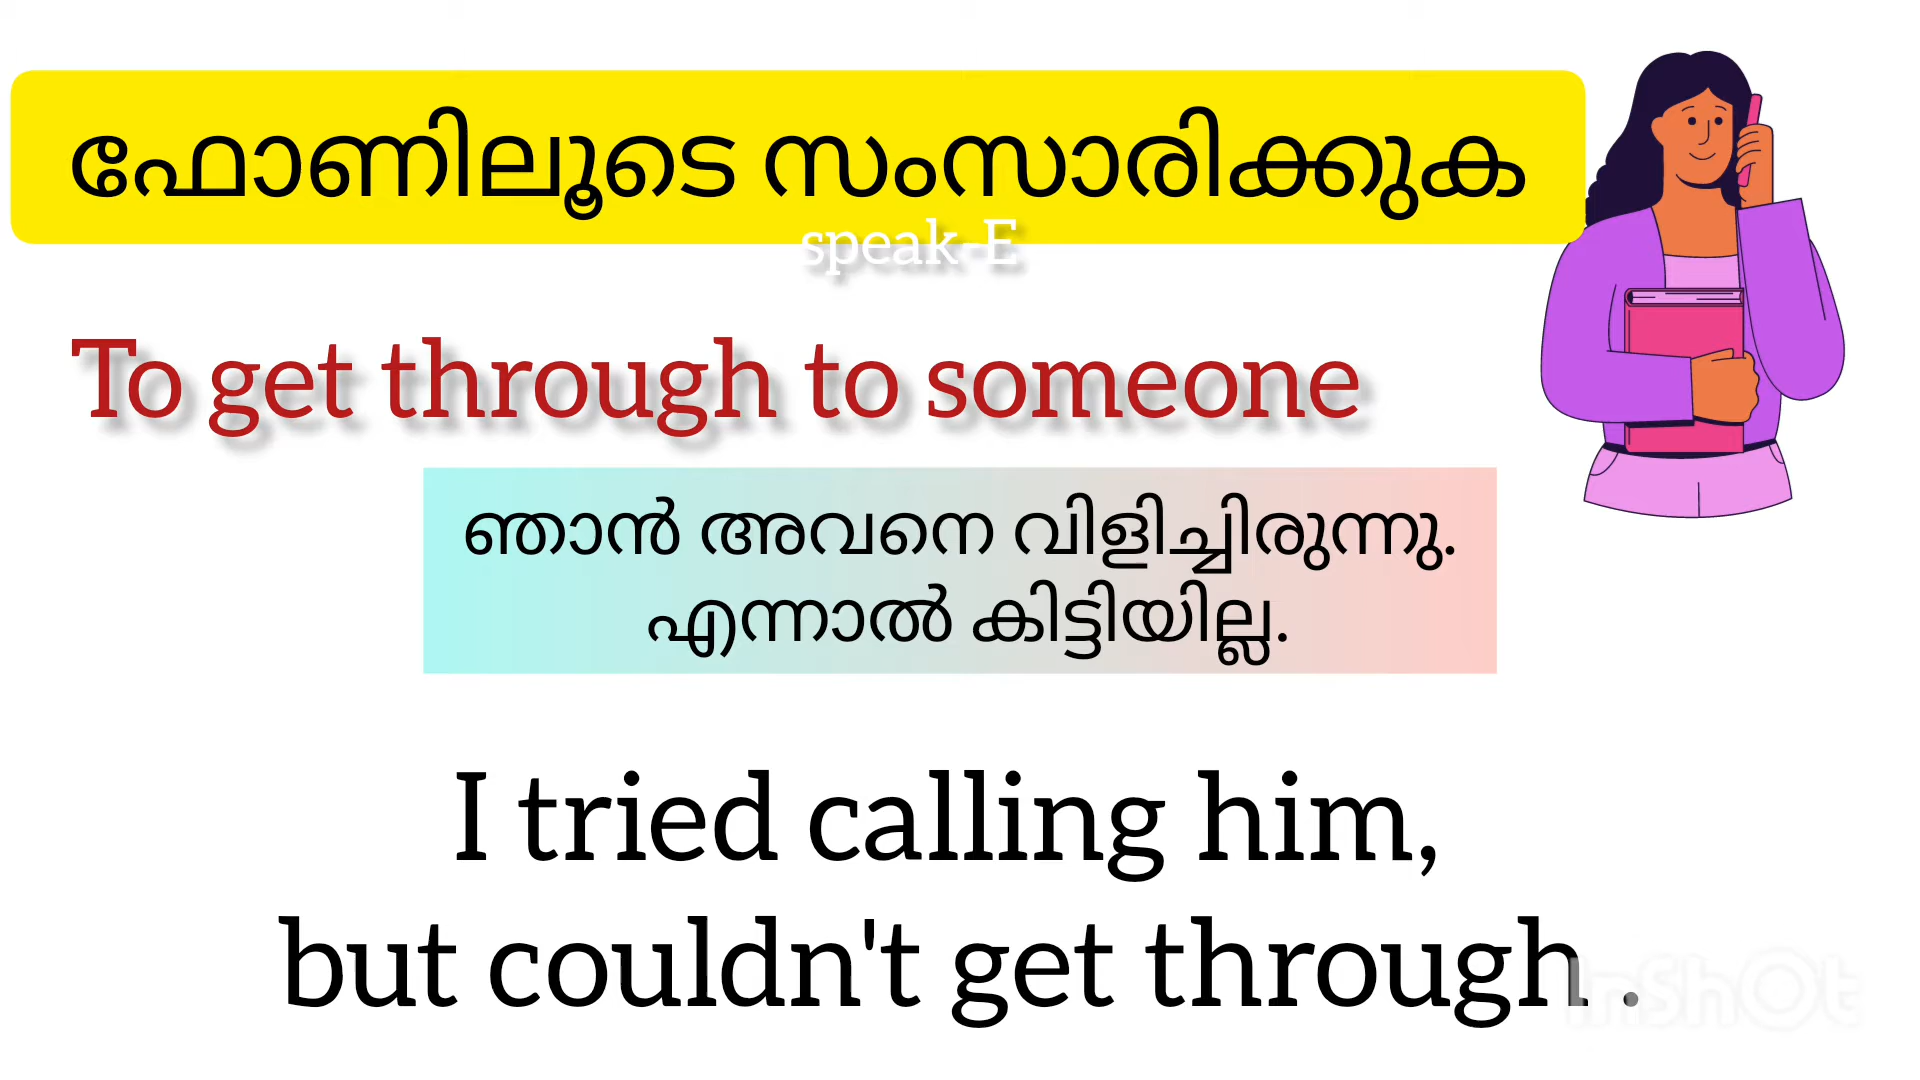 ഫോണിലൂടെ സംസാരിക്കുക
speak-E
To get through to someone
ഞാൻ അവനെ വിളിച്ചിരുന്നു.
എന്നാൽ കിട്ടിയില്ല.
I tried calling him,
but couldn't get through .
InShOt